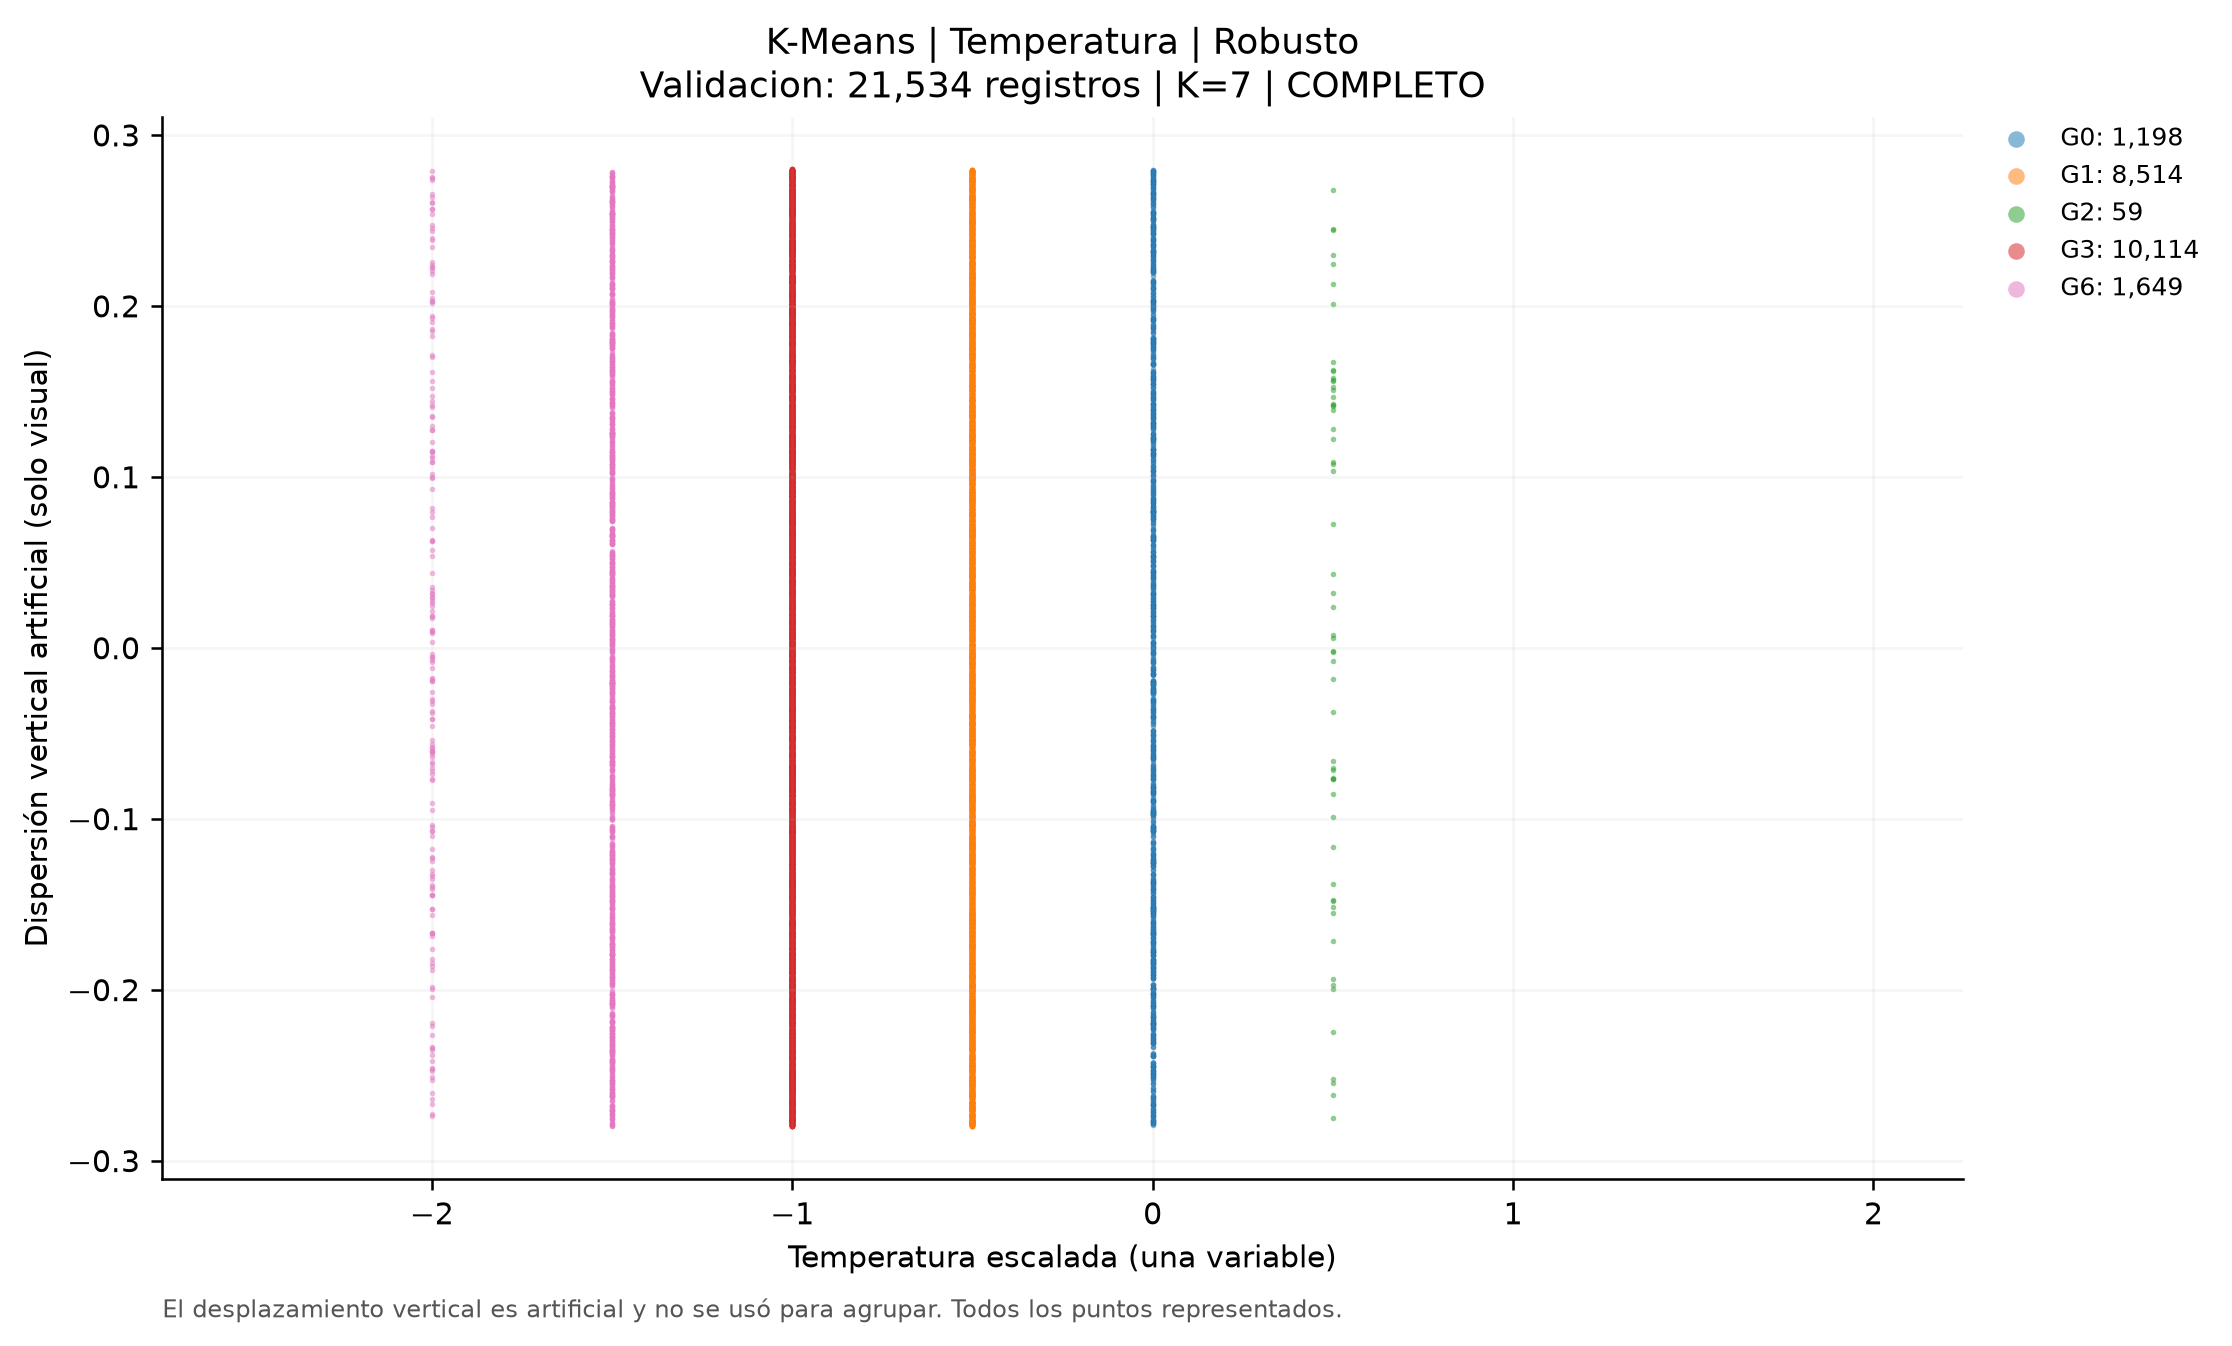 K-Means | Temperatura | Robusto
Validacion: 21,534 registros | K=7 | COMPLETO
G0: 1,198
G1: 8,514
G2: 59
G3: 10,114
G6: 1,649
Dispersión vertical artificial (solo visual)
0.3
0.2
0.1
0.0
−0.1
−0.2
−0.3
−2
−1
0
1
2
Temperatura escalada (una variable)
El desplazamiento vertical es artificial y no se usó para agrupar. Todos los puntos representados.